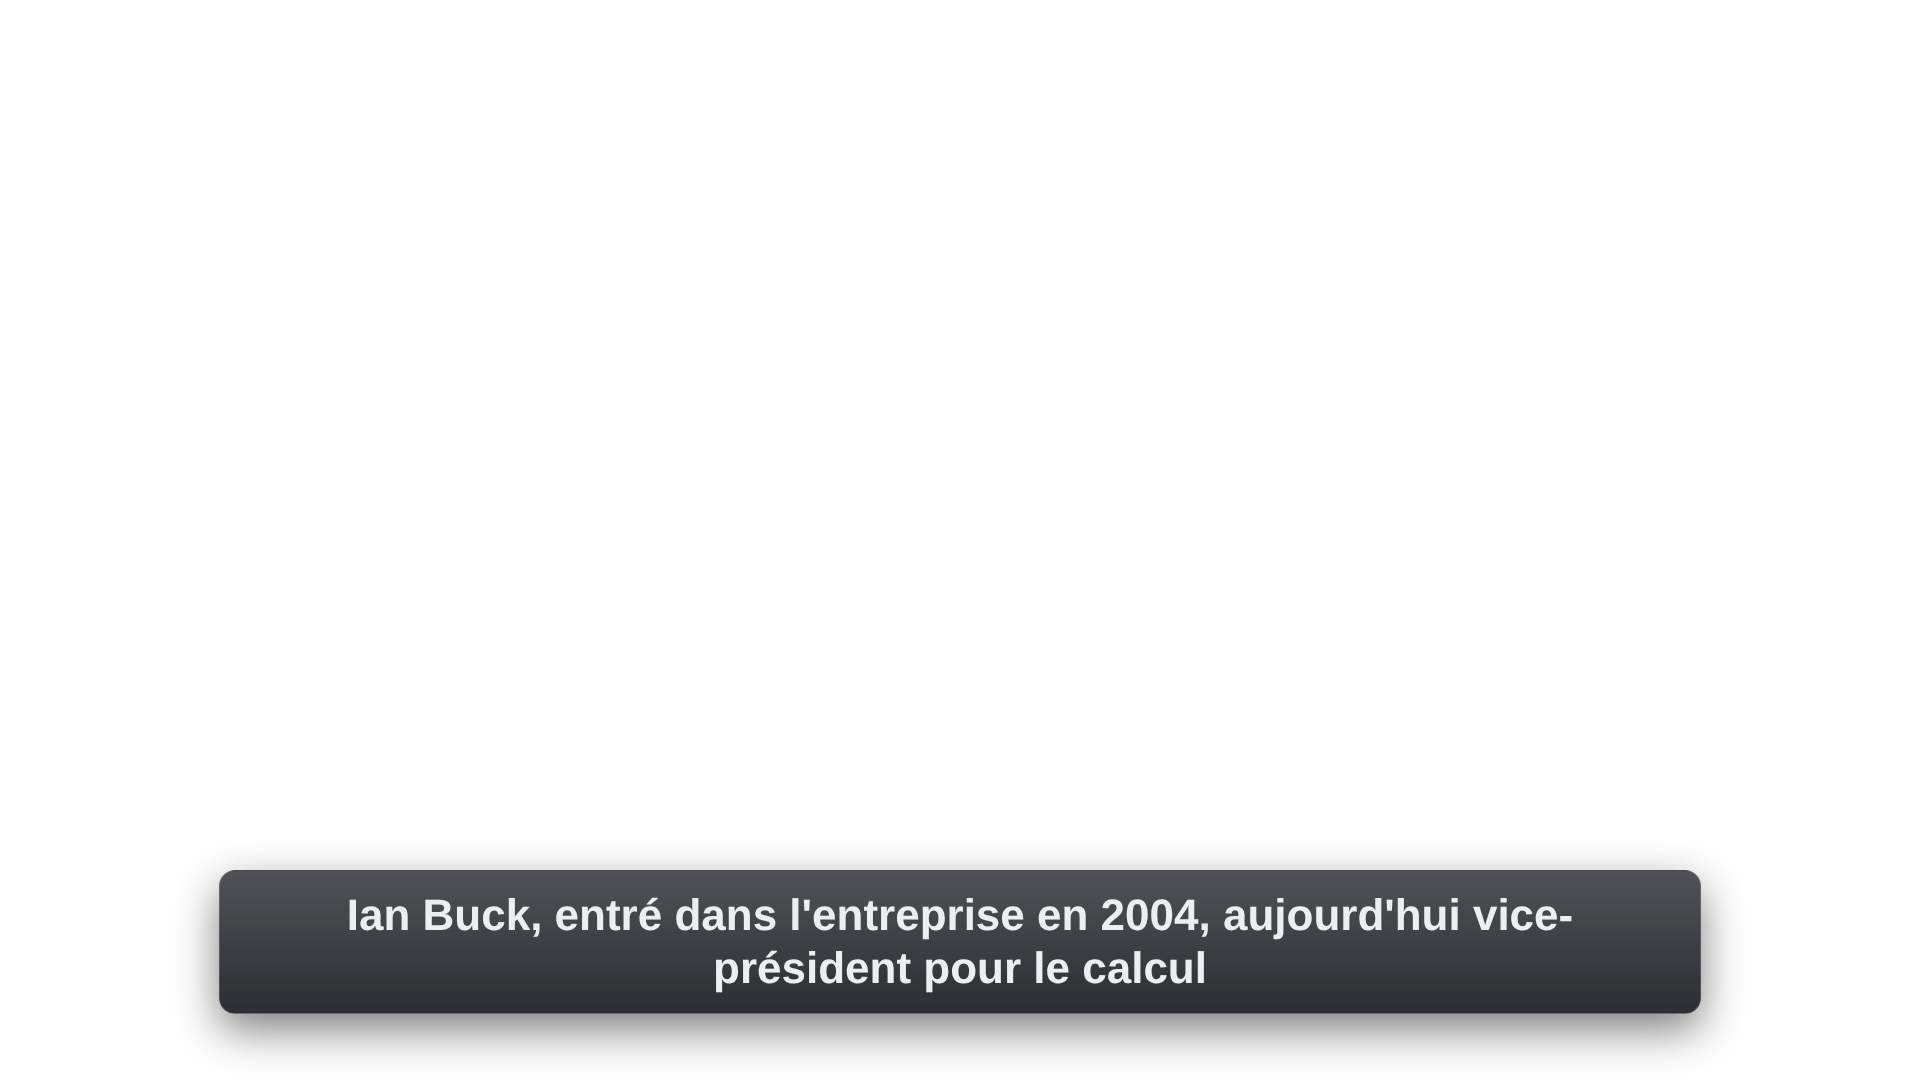 Ian Buck, entré dans l'entreprise en 2004, aujourd'hui vice-
président pour le calcul